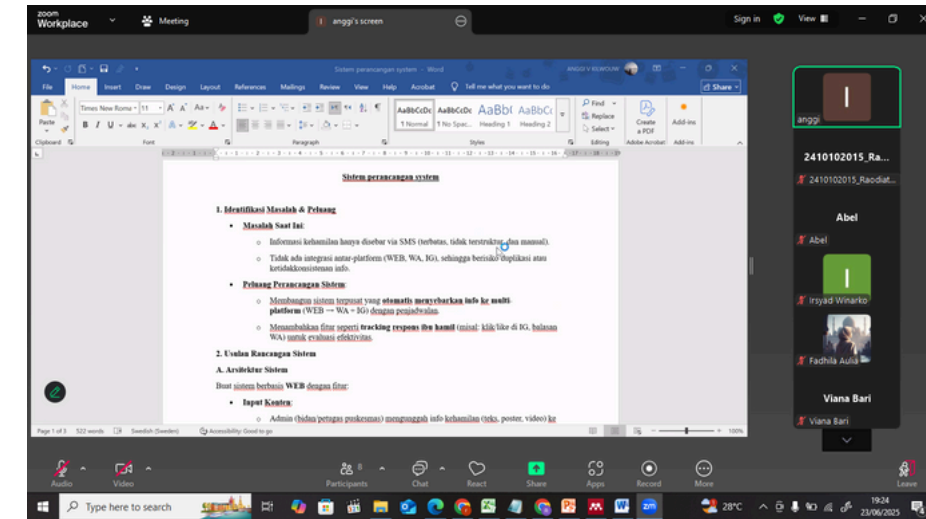 zoom
Workplace
Meeting
anggi's screen
Sign in
View
Sistem perancangan system - Word
File Home Insert Draw Design Layout References Mailings Review View Help Acrobat Tell me what you want to do
Share
Times New Roma 11
Paste
AaBbCcDc AaBbCcDc AaBbC AaBbCc
1 Normal 1 No Spac... Heading 1 Heading 2
Find
Replace
Select
Create a PDF
Add-ins
Clipboard Font Paragraph Styles Editing Adobe Acrobat Add-ins
Sistem perancangan system
1. Identifikasi Masalah & Peluang
Masalah Saat Ini:
Informasi kehamilan hanya disebar via SMS (terbatas, tidak terstruktur, dan manual).
Tidak ada integrasi antar-platform (WEB, WA, IG), sehingga berisiko duplikasi atau
ketidakkonsistenan info.
Peluang Perancangan Sistem:
Membangun sistem terpusat yang otomatis menyebarkan info ke multi-
platform (WEB → WA + IG) dengan penjadwalan.
Menambahkan fitur seperti tracking respons ibu hamil (misal: klik/like di IG, balasan
WA) untuk evaluasi efektivitas.
2. Usulan Rancangan Sistem
A. Arsitektur Sistem
Buat sistem berbasis WEB dengan fitur:
Input Konten:
Admin (bidan/petugas puskesmas) mengunggah info kehamilan (teks, poster, video) ke
Page 1 of 3 522 words Swedish (Sweden) Accessibility: Good to go
100%
anggi
2410102015_Ra...
2410102015_Raodiat...
Abel
Abel
Irsyad Winarko
Fadhila Aulia
Viana Bari
Viana Bari
Audio Video Participants Chat React Share Apps Record More Leave
Type here to search
28°C
19:24
23/06/2025